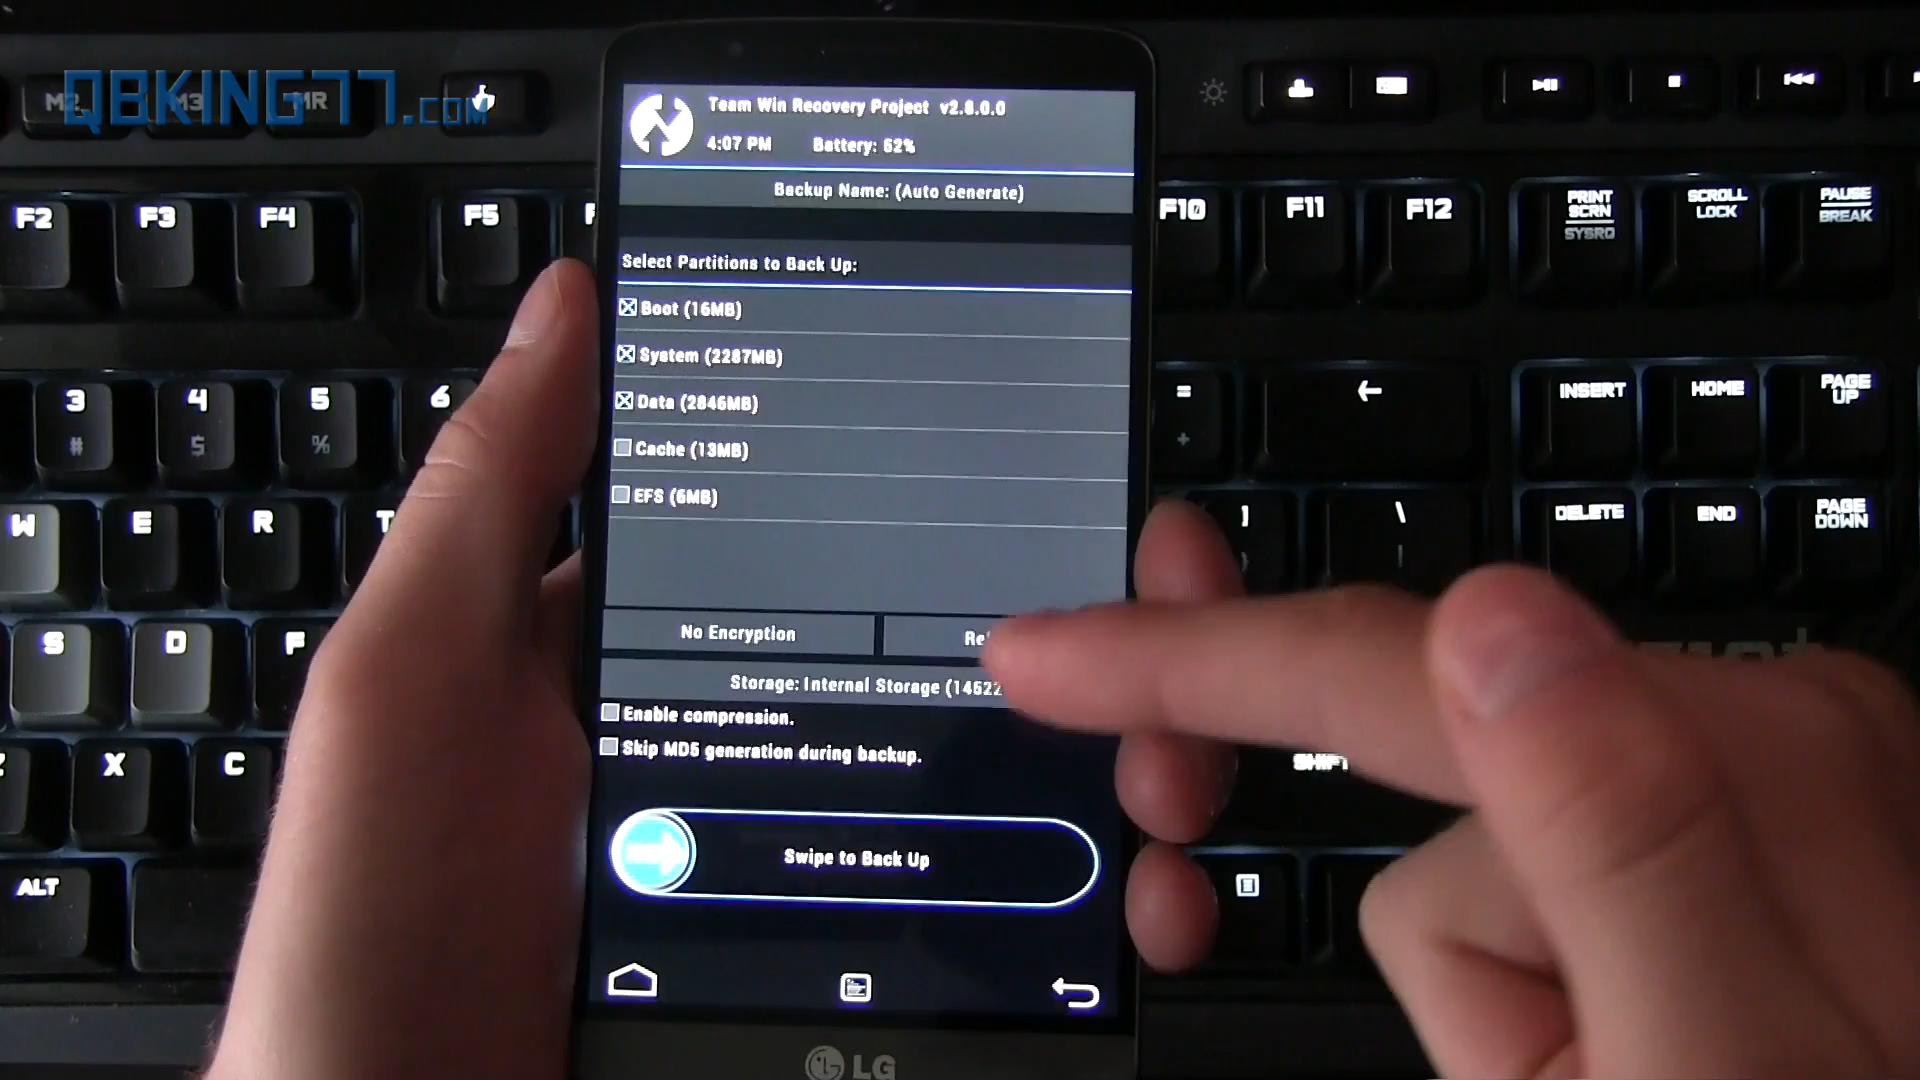 QBKING77.COM
M2 M3 MR
Team Win Recovery Project v2.8.0.0
4:07 PM Battery: 52%
Backup Name: (Auto Generate)
Select Partitions to Back Up:
Boot (16MB)
System (2287MB)
Data (2846MB)
Cache (13MB)
EFS (6MB)
No Encryption
Storage: Internal Storage
Enable compression.
Skip MD5 generation during backup.
Swipe to Back Up
LG
F2 F3 F4 F5 F10 F11 F12
PRINT SCRN SYSRQ
SCROLL LOCK
PAUSE BREAK
3 # 4 $ 5 % 6 = + ←
INSERT HOME PAGE UP
W E R T ] \ |
DELETE END PAGE DOWN
S D F
X C SHIFT
ALT